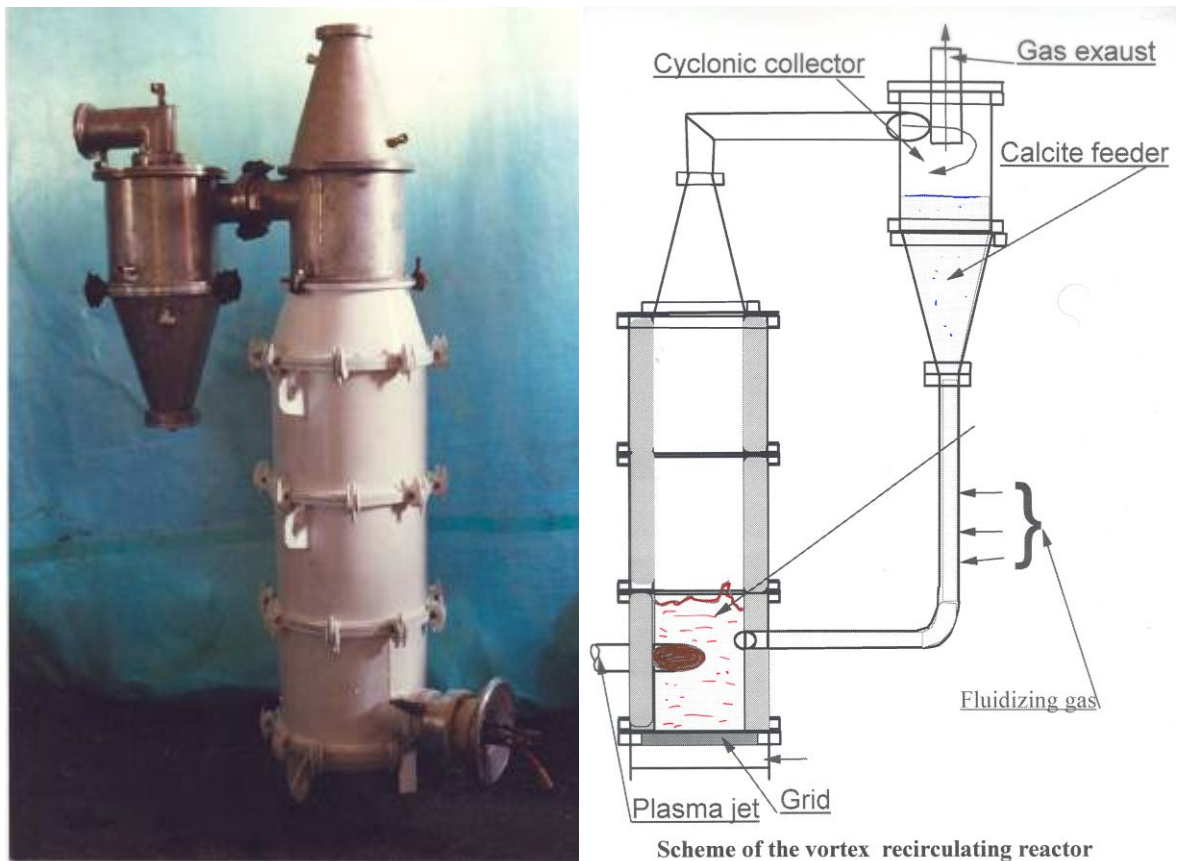 Gas exaust
Cyclonic collector
Calcite feeder
}
Fluidizing gas
Plasma jet
Grid
Scheme of the vortex recirculating reactor